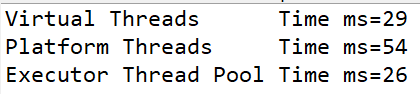 Virtual Threads      Time ms=29
Platform Threads     Time ms=54
Executor Thread Pool Time ms=26